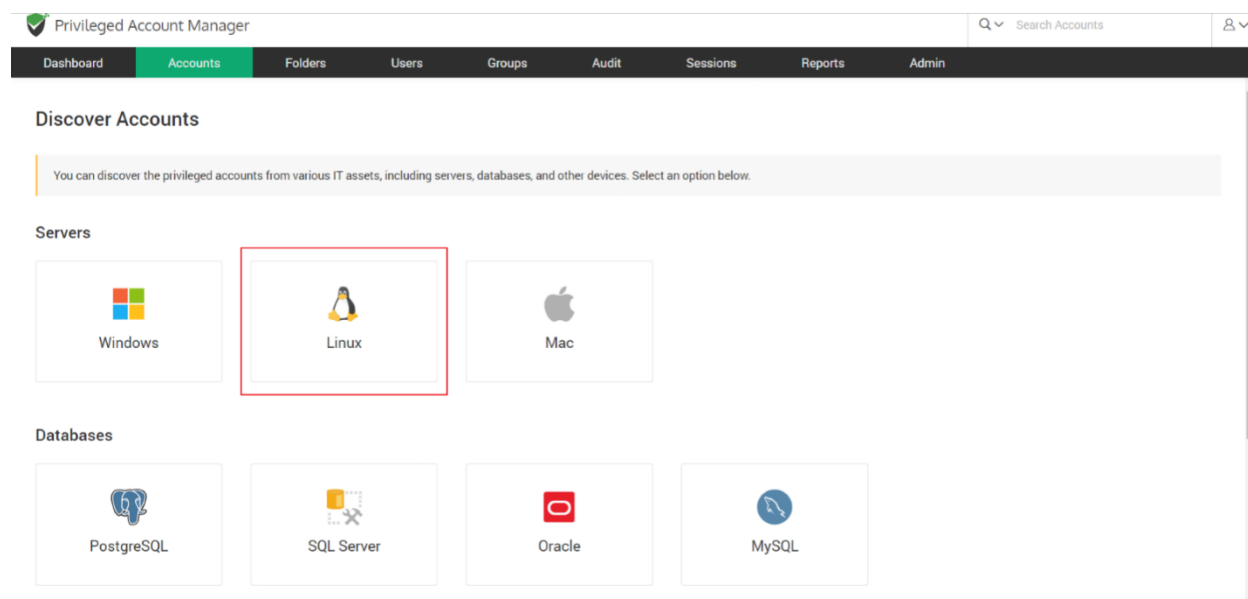 Privileged Account Manager
Search Accounts
Dashboard Accounts Folders Users Groups Audit Sessions Reports Admin
Discover Accounts
You can discover the privileged accounts from various IT assets, including servers, databases, and other devices. Select an option below.
Servers
Windows Linux Mac
Databases
PostgreSQL SQL Server Oracle MySQL